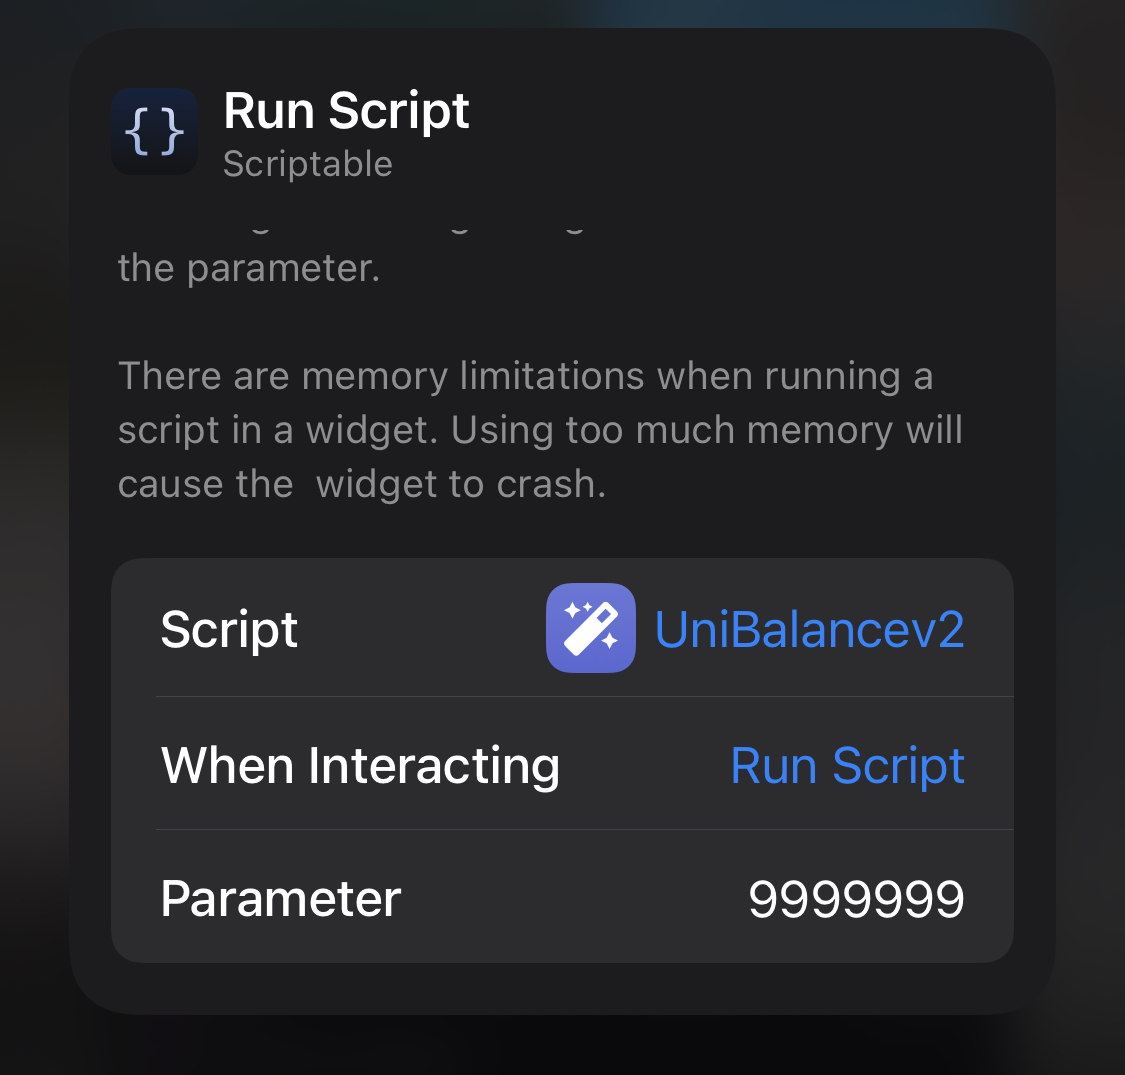 {}
Run Script
Scriptable
the parameter.
There are memory limitations when running a
script in a widget. Using too much memory will
cause the  widget to crash.
Script UniBalancev2
When Interacting Run Script
Parameter 9999999